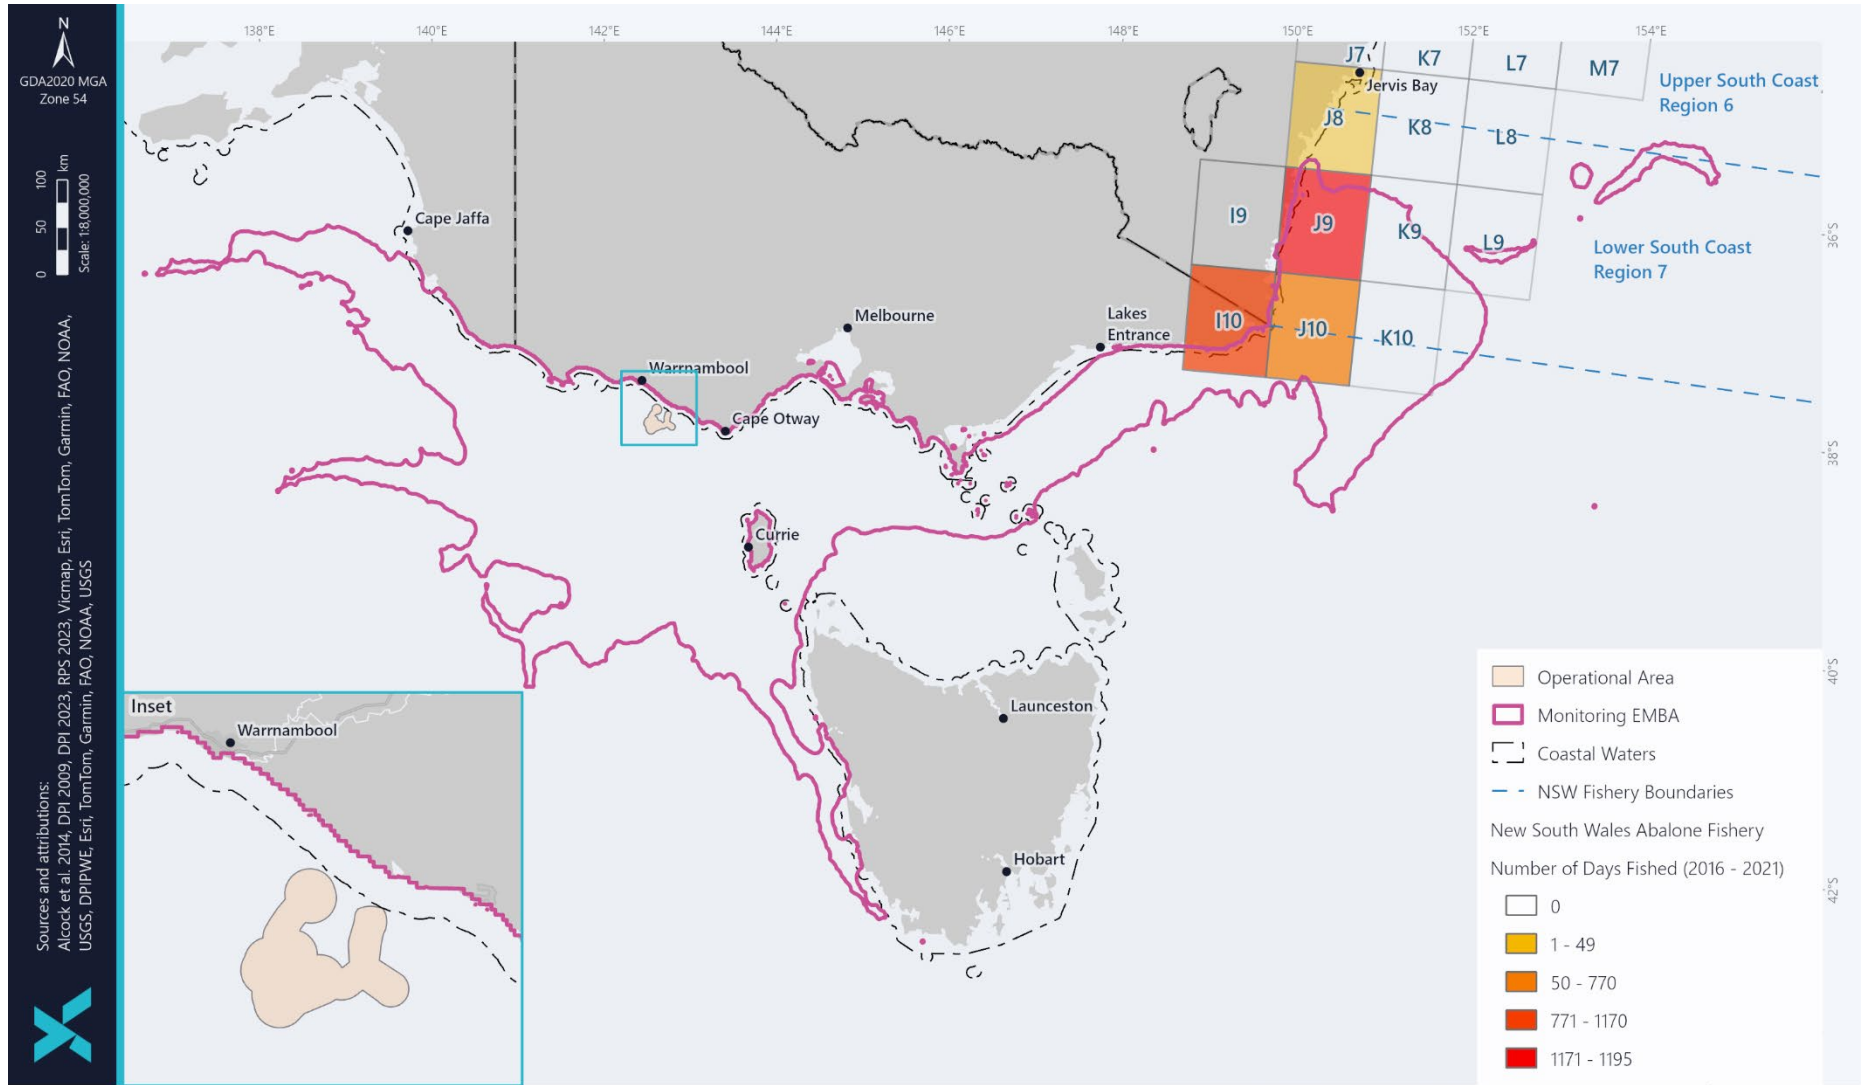 N
GDA2020 MGA
Zone 54
0 50 100 km
Scale: 1:8,000,000
Sources and attributions:
Alcock et al. 2014, DPI 2009, DPI 2023, RPS 2023, Vicmap, Esri, TomTom, Garmin, FAO, NOAA,
USGS, DPIPWE, Esri, TomTom, Garmin, FAO, NOAA, USGS
138°E 140°E 142°E 144°E 146°E 148°E 150°E 152°E 154°E
36°S
38°S
40°S
42°S
J7 K7 L7 M7
Jervis Bay
J8 K8 L8
I9 J9 K9 L9
I10 J10 K10
Upper South Coast
Region 6
Lower South Coast
Region 7
Cape Jaffa
Melbourne
Lakes
Entrance
Warrnambool
Cape Otway
Currie
Launceston
Hobart
Inset
Warrnambool
Operational Area
Monitoring EMBA
Coastal Waters
NSW Fishery Boundaries
New South Wales Abalone Fishery
Number of Days Fished (2016 - 2021)
0
1 - 49
50 - 770
771 - 1170
1171 - 1195